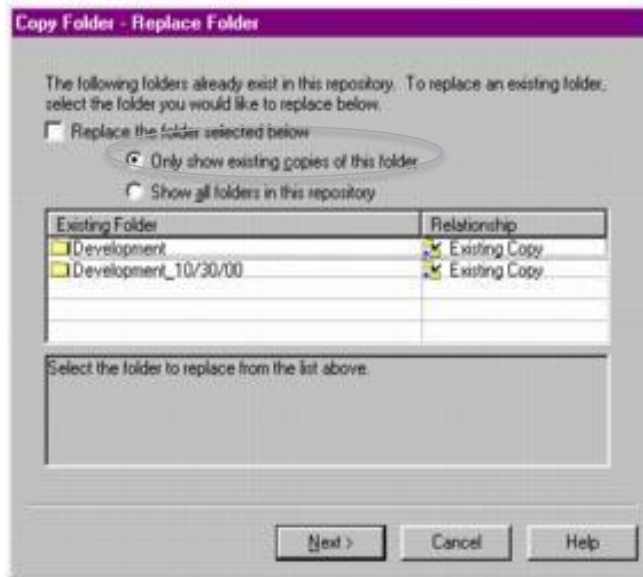 Copy Folder - Replace Folder
The following folders already exist in this repository. To replace an existing folder,
select the folder you would like to replace below.
Replace the folder selected below
Only show existing copies of this folder
Show all folders in this repository
Existing Folder Relationship
Development Existing Copy
Development_10/30/00 Existing Copy
Select the folder to replace from the list above.
Next > Cancel Help